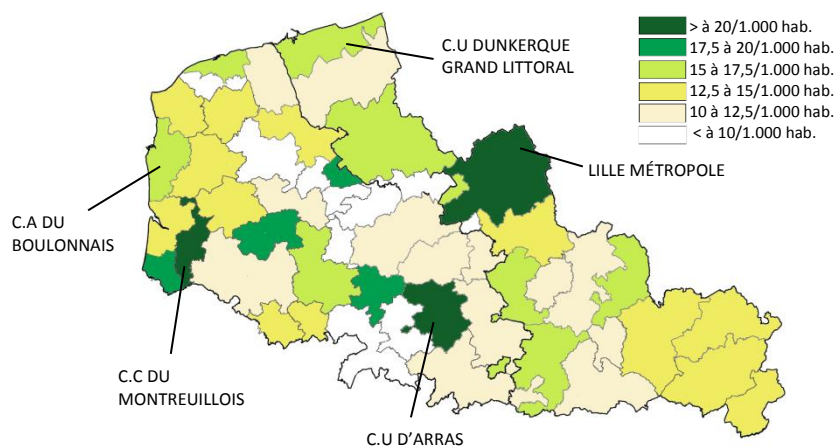 C.U DUNKERQUE
GRAND LITTORAL
> à 20/1.000 hab.
17,5 à 20/1.000 hab.
15 à 17,5/1.000 hab.
12,5 à 15/1.000 hab.
10 à 12,5/1.000 hab.
< à 10/1.000 hab.
LILLE MÉTROPOLE
C.A DU
BOULONNAIS
C.C DU
MONTREUILLOIS
C.U D’ARRAS